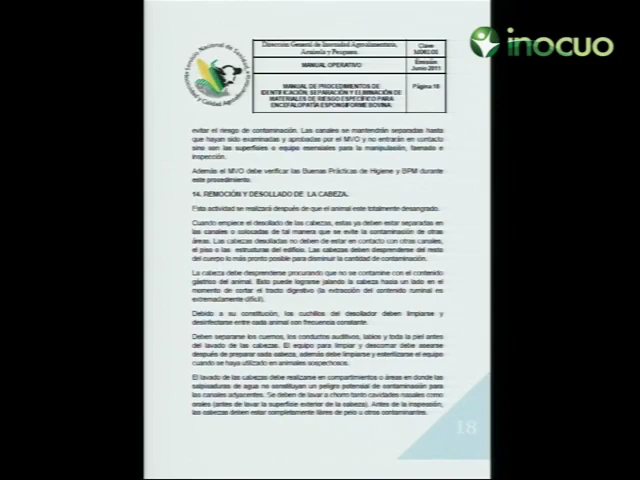 inocuo
Dirección General de Inocuidad Agroalimentaria,
Acuícola y Pesquera.
Clave
MANUAL OPERATIVO
Emisión
Junio-2011
MANUAL DE PROCEDIMIENTOS DE
IDENTIFICACIÓN, SEPARACIÓN Y ELIMINACIÓN DE
MATERIALES DE RIESGO ESPECÍFICO PARA
ENCEFALOPATÍA ESPONGIFORME BOVINA.
Página 18
evitar el riesgo de contaminación. Las canales se mantendrán separadas hasta
que hayan sido examinadas y aprobadas por el MVO y no entrarán en contacto
sino con las superficies o equipo esenciales para la manipulación, faenado e
inspección.
Además el MVO debe verificar las Buenas Prácticas de Higiene y BPM durante
este procedimiento.
14. REMOCIÓN Y DESOLLADO DE LA CABEZA.
Esta actividad se realizará después de que el animal este totalmente desangrado.
Cuando empiece el desollado de las cabezas, estas ya deben estar separadas en
las canales o colocadas de tal manera que se evite la contaminación de otras
áreas. Las cabezas desolladas no deben de estar en contacto con otras canales,
el piso o las estructuras del edificio. Las cabezas deben desprenderse del resto
del cuerpo lo más pronto posible para disminuir la cantidad de contaminación.
La cabeza debe desprenderse procurando que no se contamine con el contenido
gástrico del animal. Esto puede lograrse jalando la cabeza hasta un lado en el
momento de cortar el tracto digestivo (la extracción del contenido ruminal es
extremadamente difícil).
Debido a su constitución, los cuchillos del desollador deben limpiarse y
desinfectarse entre cada animal con frecuencia constante.
Deben separarse los cuernos, los conductos auditivos, labios y toda la piel antes
del lavado de las cabezas. El equipo para limpiar y descornar debe asearse
después de preparar cada cabeza, además debe limpiarse y esterilizarse el equipo
cuando se haya utilizado en animales sospechosos.
El lavado de las cabezas debe realizarse en compartimientos o áreas en donde las
salpicaduras de agua no constituyan un peligro potencial de contaminación para
las canales adyacentes. Se deben de lavar a chorro tanto cavidades nasales como
orales (antes de lavar la superficie exterior de la cabeza). Antes de la inspección,
las cabezas deben estar completamente libres de pelo u otros contaminantes.
18